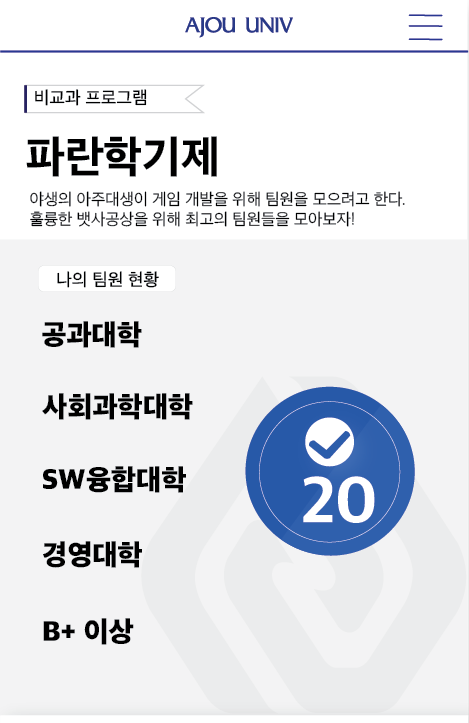 AJOU UNIV
비교과 프로그램
파란학기제
야생의 아주대생이 게임 개발을 위해 팀원을 모으려고 한다.
훌륭한 뱃사공상을 위해 최고의 팀원들을 모아보자!
나의 팀원 현황
공과대학
사회과학대학
SW융합대학
20
경영대학
B+ 이상